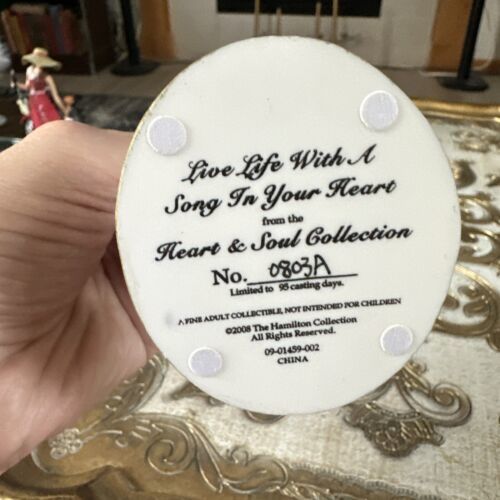 Live Life With A
Song In Your Heart
from the
Heart & Soul Collection
No. 0803A
Limited to 95 casting days.
A FINE ADULT COLLECTIBLE, NOT INTENDED FOR CHILDREN
©2008 The Hamilton Collection
All Rights Reserved.
09-01459-002
CHINA